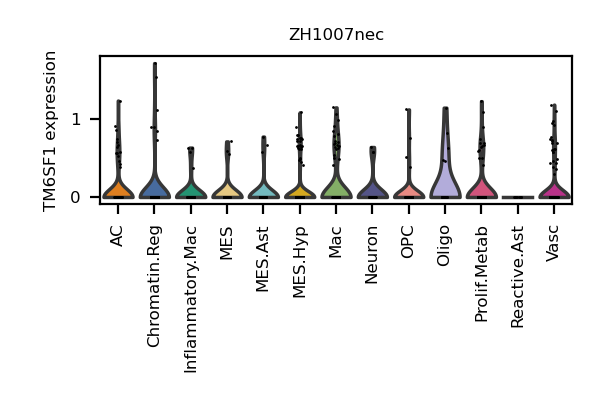 ZH1007nec
TM6SF1 expression
1
0
AC
Chromatin.Reg
Inflammatory.Mac
MES
MES.Ast
MES.Hyp
Mac
Neuron
OPC
Oligo
Prolif.Metab
Reactive.Ast
Vasc